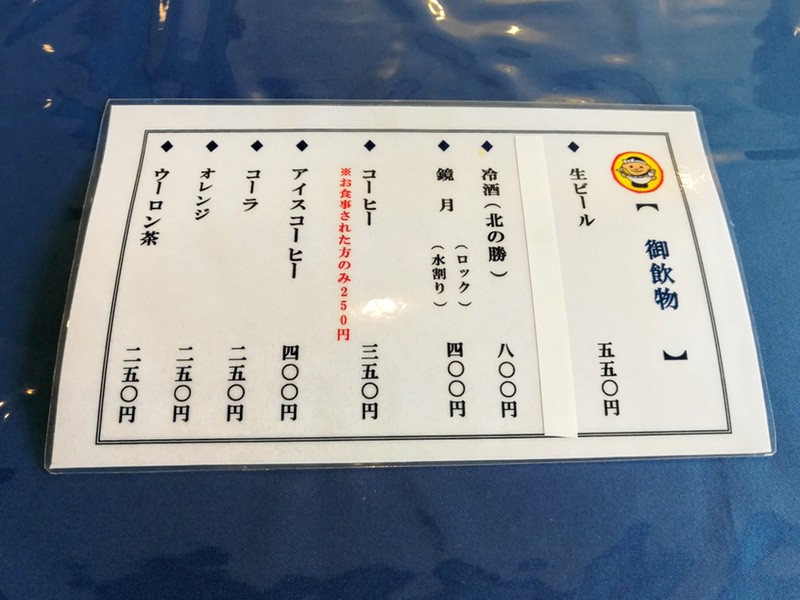 【 御飲物 】
◆ 生ビール 五五〇円
◆ 冷酒（北の勝） 八〇〇円
◆ 鏡月 （ロック）（水割り） 四〇〇円
◆ コーヒー 三五〇円
※お食事された方のみ250円
◆ アイスコーヒー 四〇〇円
◆ コーラ 二五〇円
◆ オレンジ 二五〇円
◆ ウーロン茶 二五〇円